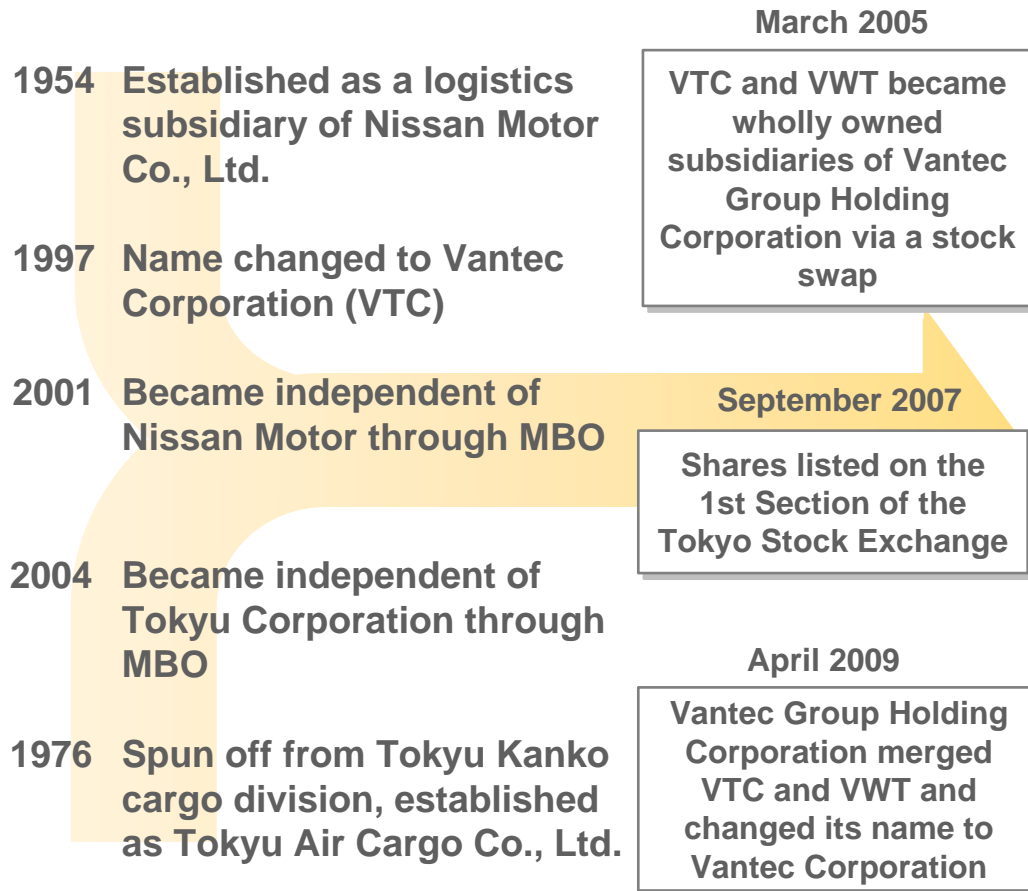 1954 Established as a logistics
subsidiary of Nissan Motor
Co., Ltd.
1997 Name changed to Vantec
Corporation (VTC)
2001 Became independent of
Nissan Motor through MBO
2004 Became independent of
Tokyu Corporation through
MBO
1976 Spun off from Tokyu Kanko
cargo division, established
as Tokyu Air Cargo Co., Ltd.
March 2005
VTC and VWT became
wholly owned
subsidiaries of Vantec
Group Holding
Corporation via a stock
swap
September 2007
Shares listed on the
1st Section of the
Tokyo Stock Exchange
April 2009
Vantec Group Holding
Corporation merged
VTC and VWT and
changed its name to
Vantec Corporation